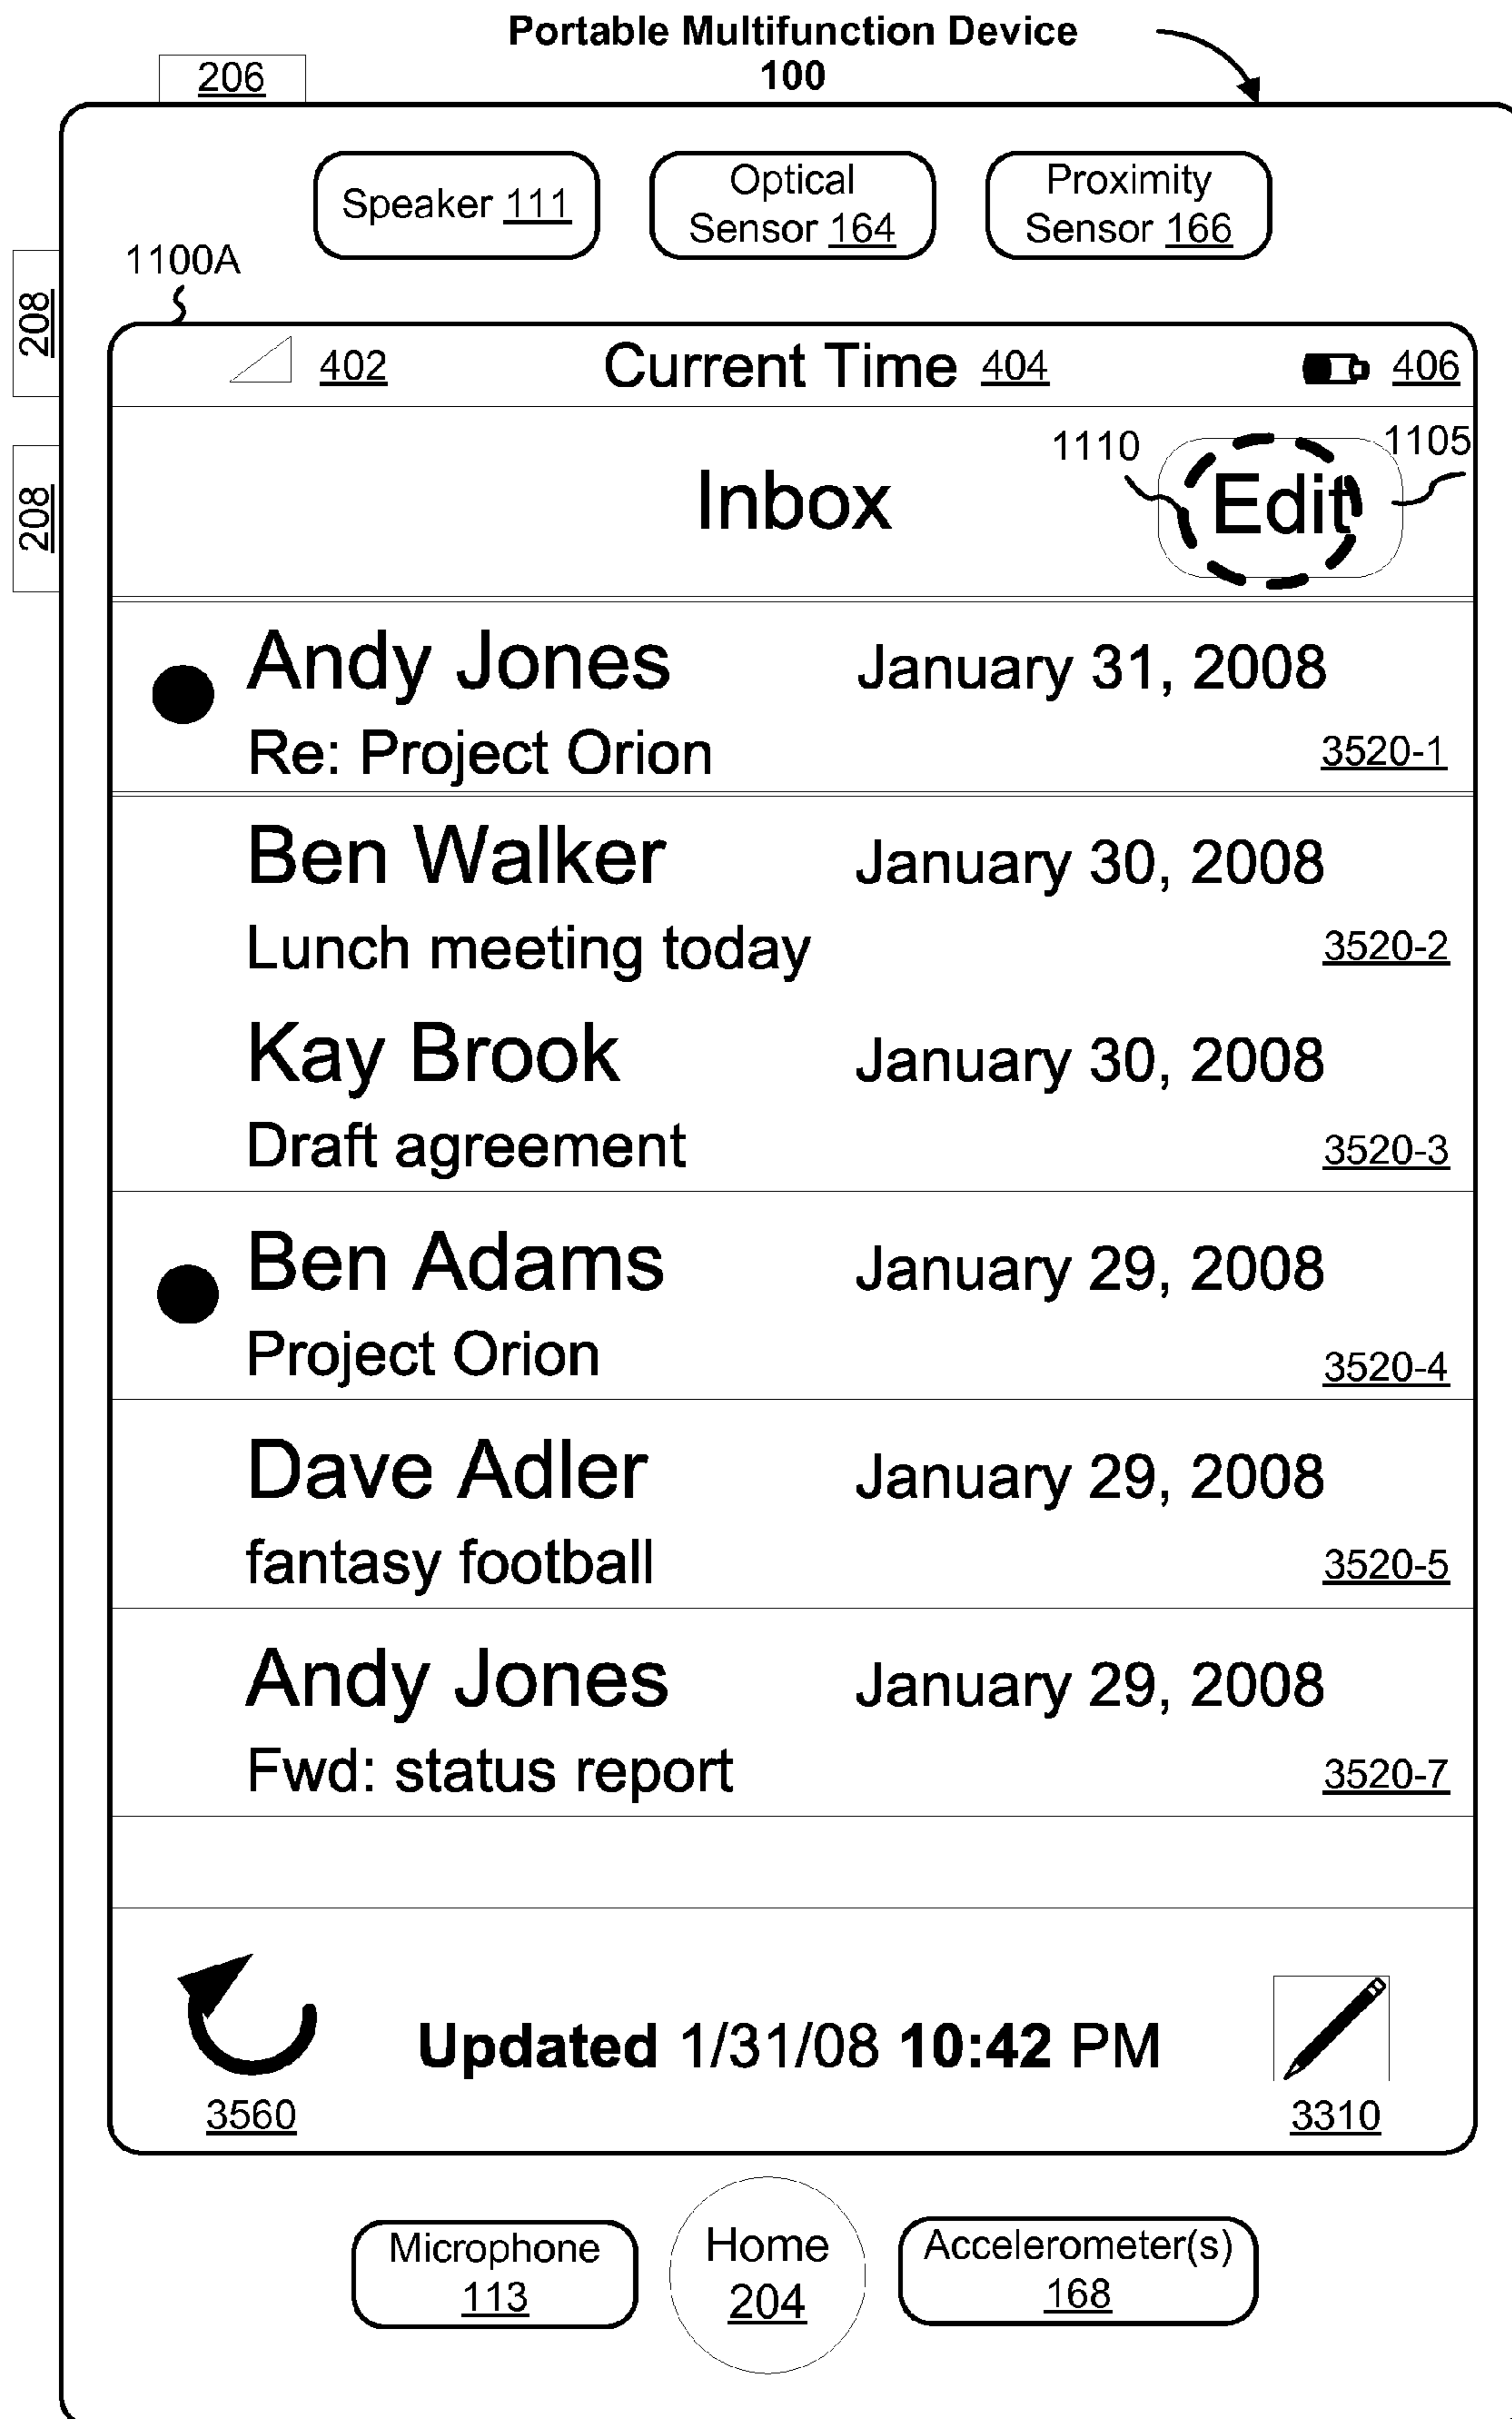 Portable Multifunction Device
100
206
Speaker 111
Optical
Sensor 164
Proximity
Sensor 166
1100A
208
208
402 Current Time 404 406
Inbox
1110
Edit
1105
Andy Jones January 31, 2008
Re: Project Orion 3520-1
Ben Walker January 30, 2008
Lunch meeting today 3520-2
Kay Brook January 30, 2008
Draft agreement 3520-3
Ben Adams January 29, 2008
Project Orion 3520-4
Dave Adler January 29, 2008
fantasy football 3520-5
Andy Jones January 29, 2008
Fwd: status report 3520-7
Updated 1/31/08 10:42 PM
3560 3310
Microphone
113
Home
204
Accelerometer(s)
168